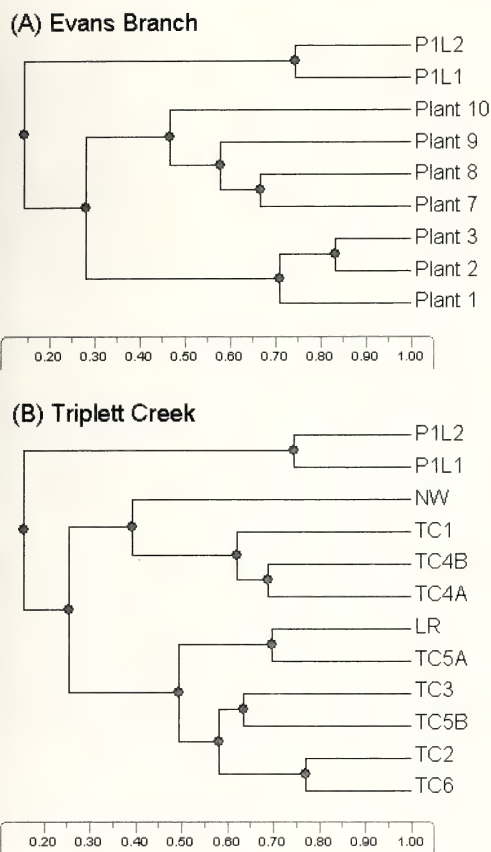 (A) Evans Branch
P1L2
P1L1
Plant 10
Plant 9
Plant 8
Plant 7
Plant 3
Plant 2
Plant 1
0.20 0.30 0.40 0.50 0.60 0.70 0.80 0.90 1.00
(B) Triplett Creek
P1L2
P1L1
NW
TC1
TC4B
TC4A
LR
TC5A
TC3
TC5B
TC2
TC6
0.20 0.30 0.40 0.50 0.60 0.70 0.80 0.90 1.00